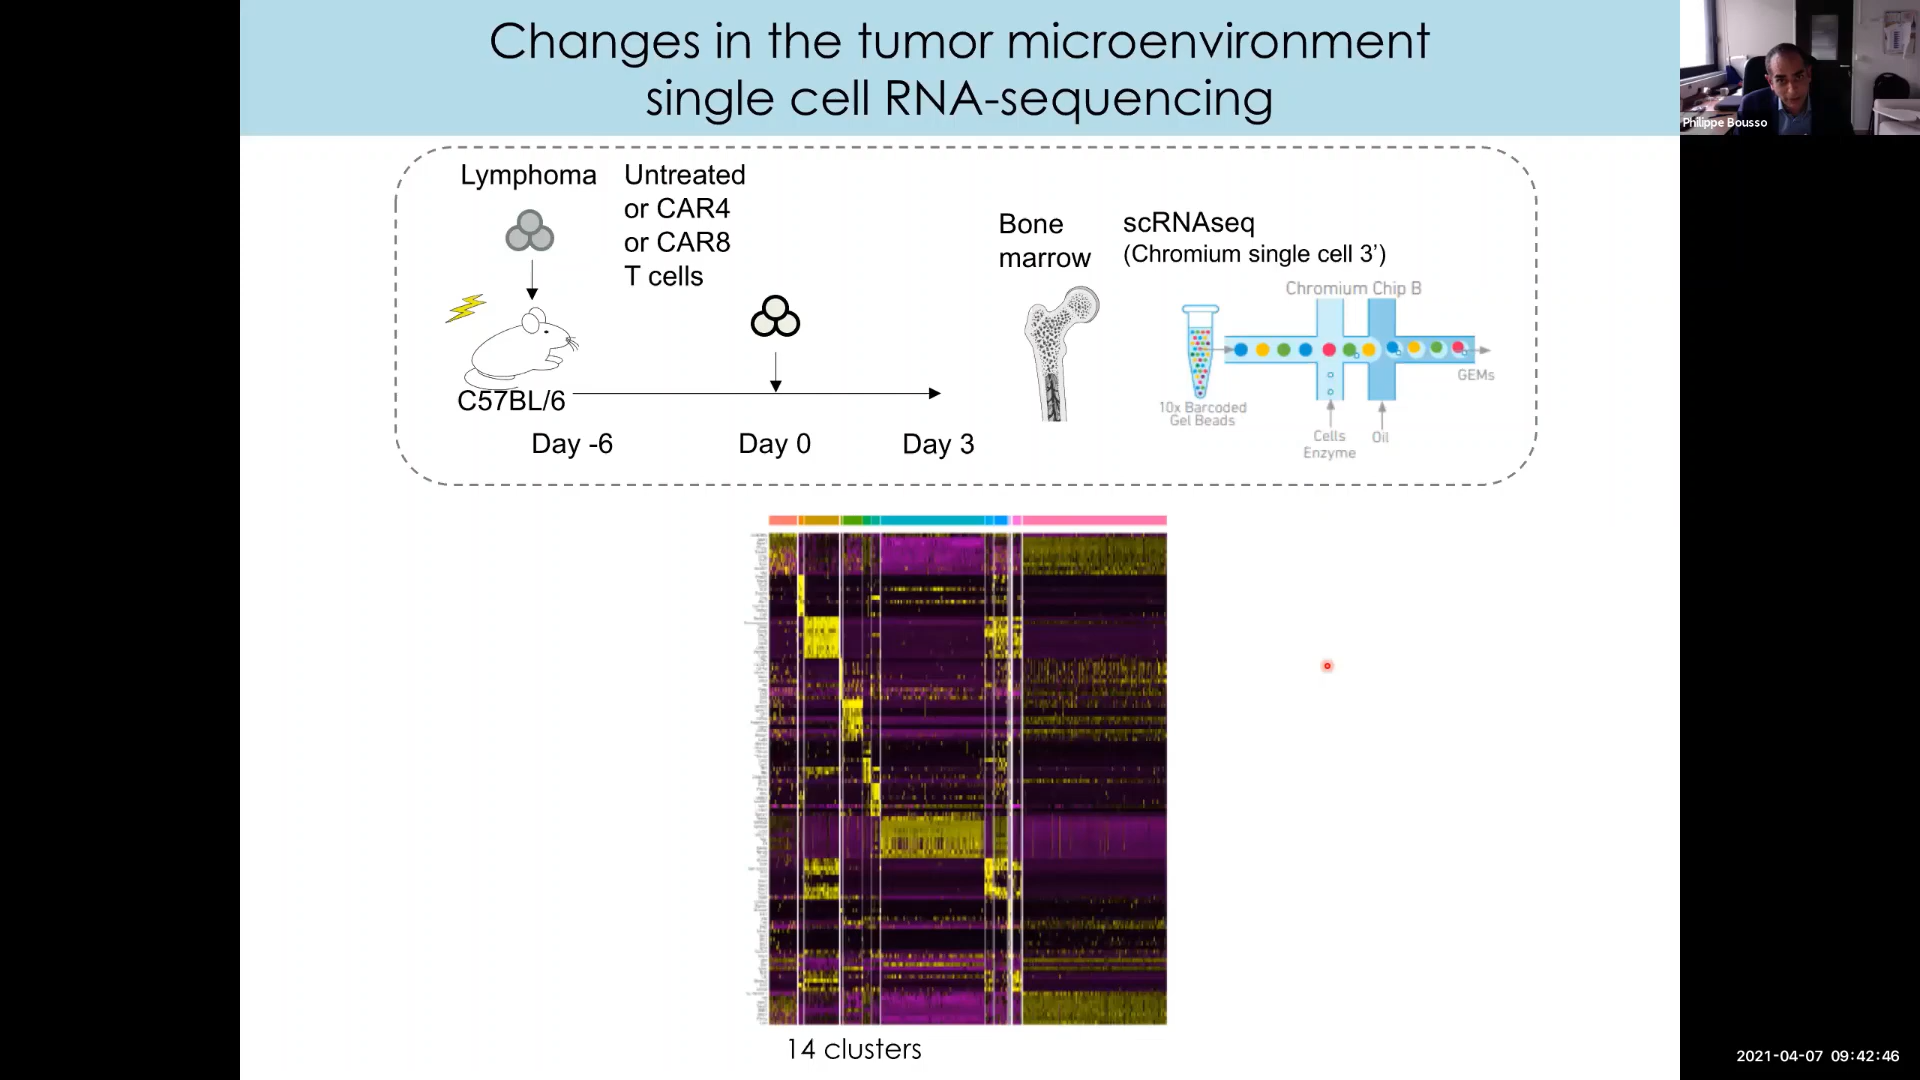 Changes in the tumor microenvironment
single cell RNA-sequencing
Philippe Bousso
Lymphoma
Untreated
or CAR4
or CAR8
T cells
Bone
marrow
scRNAseq
(Chromium single cell 3’)
Chromium Chip B
GEMs
10x Barcoded
Gel Beads
Cells
Enzyme
Oil
C57BL/6
Day -6
Day 0
Day 3
14 clusters
2021-04-07 09:42:46